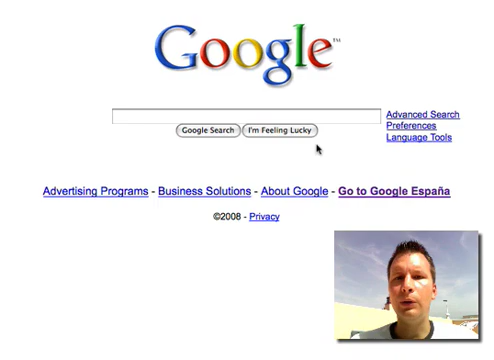 Google™
Advanced Search
Google Search I'm Feeling Lucky
Preferences
Language Tools
Advertising Programs - Business Solutions - About Google - Go to Google España
©2008 - Privacy